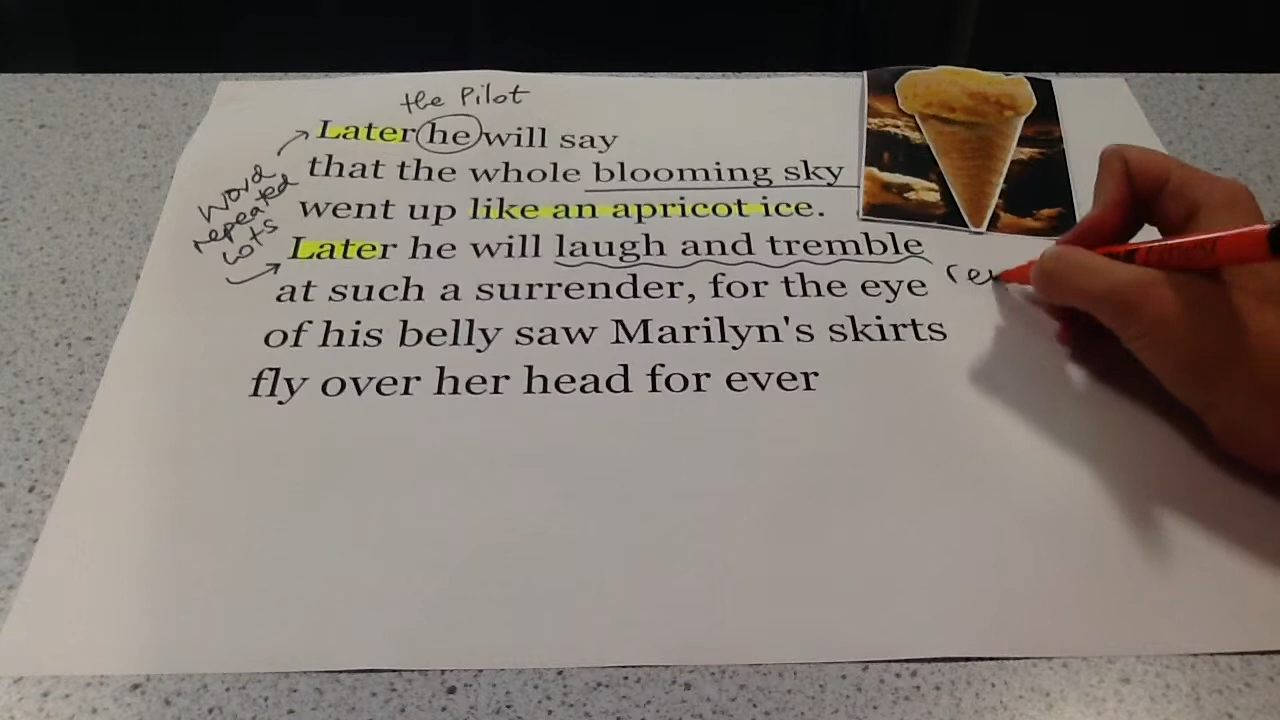 the Pilot
Later he will say
that the whole blooming sky
went up like an apricot ice.
Later he will laugh and tremble
at such a surrender, for the eye
of his belly saw Marilyn's skirts
fly over her head for ever
Word
repeated
lots